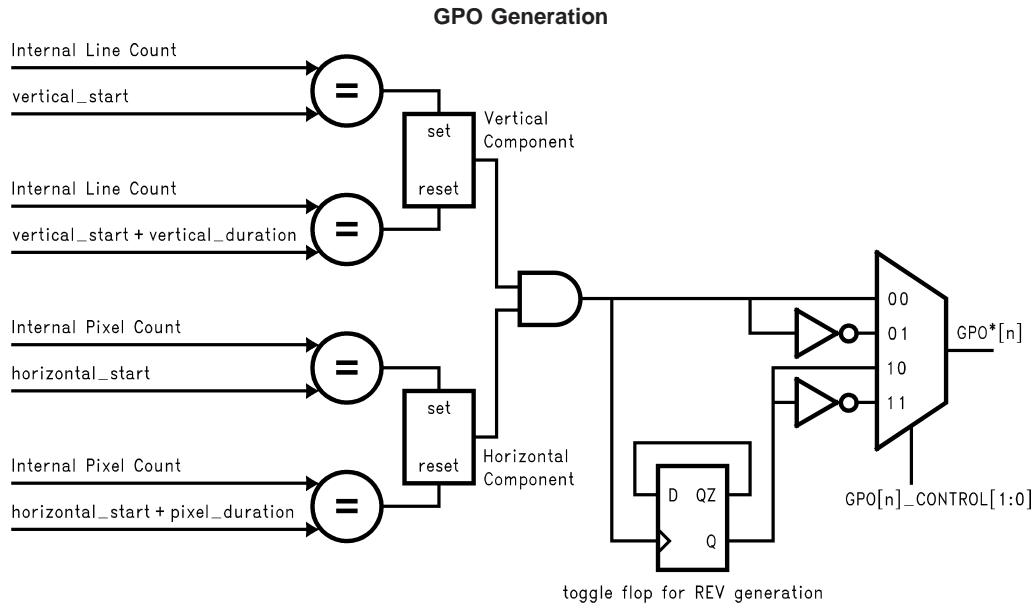 GPO Generation
Internal Line Count
vertical_start
set
reset
Vertical
Component
Internal Line Count
vertical_start + vertical_duration
Internal Pixel Count
horizontal_start
set
reset
Horizontal
Component
Internal Pixel Count
horizontal_start + pixel_duration
=
=
=
=
00
01
10
11
GPO*[n]
GPO[n]_CONTROL[1:0]
D QZ
Q
toggle flop for REV generation